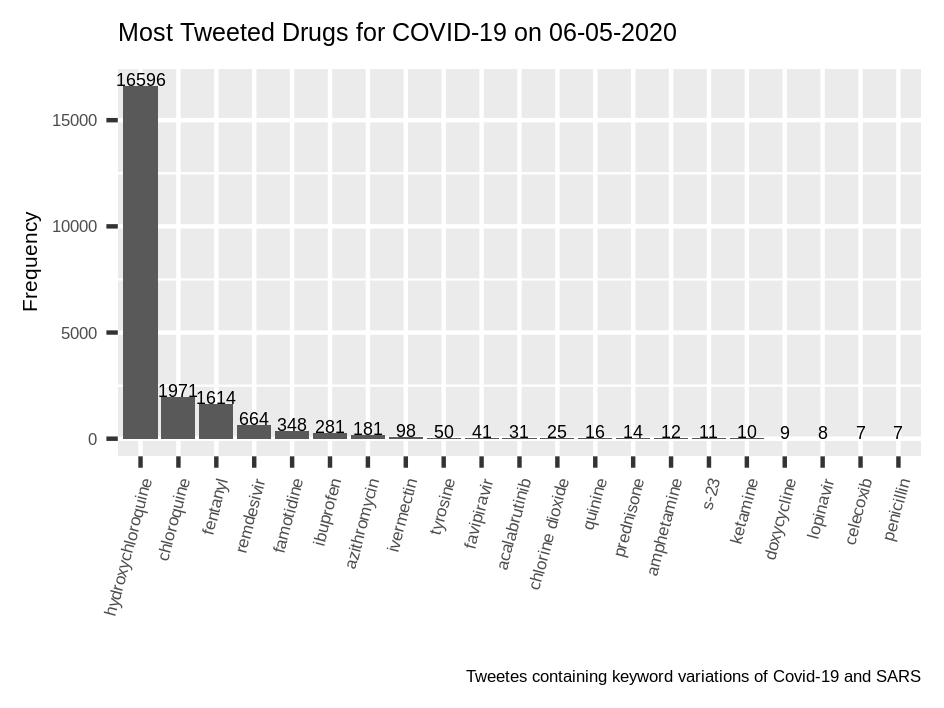 Most Tweeted Drugs for COVID-19 on 06-05-2020
Frequency
15000
10000
5000
0
16596
1971
1614
664
348
281
181
98
50
41
31
25
16
14
12
11
10
9
8
7
7
hydroxychloroquine
chloroquine
fentanyl
remdesivir
famotidine
ibuprofen
azithromycin
ivermectin
tyrosine
favipiravir
acalabrutinib
chlorine dioxide
quinine
prednisone
amphetamine
s-23
ketamine
doxycycline
lopinavir
celecoxib
penicillin
Tweetes containing keyword variations of Covid-19 and SARS